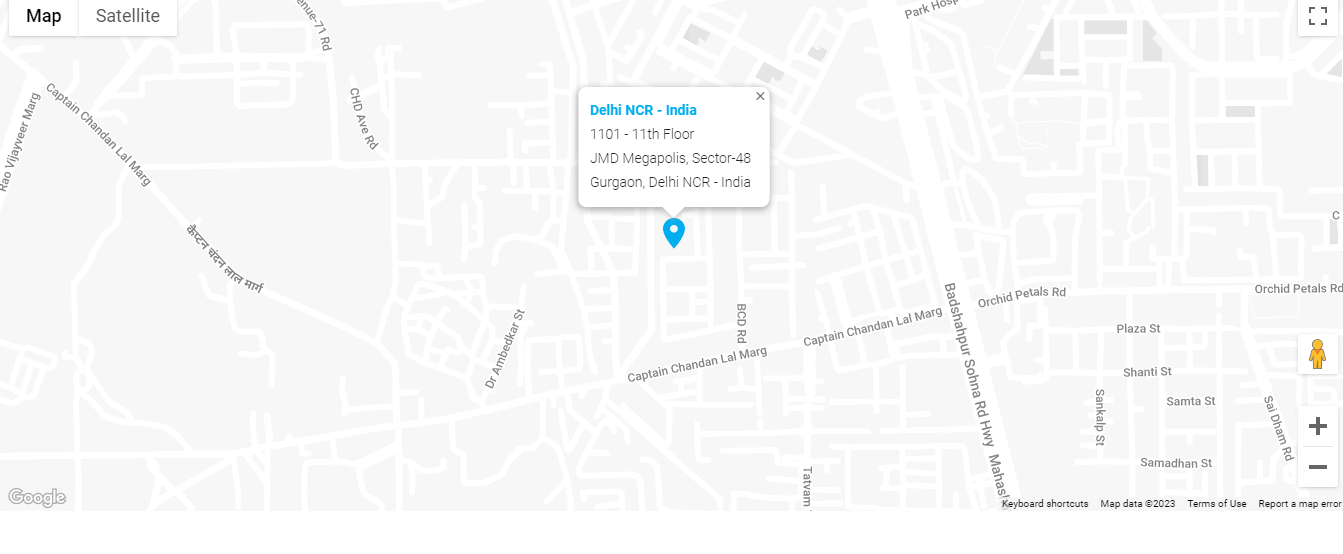 Map
Satellite
enue-71 Rd
Park Hosp
Captain Chandan Lal Marg
Rao Vijayveer Marg
CHD Ave Rd
×
Delhi NCR - India
1101 - 11th Floor
JMD Megapolis, Sector-48
Gurgaon, Delhi NCR - India
C
कैप्टन चंदन लाल मार्ग
Badshahpur Sohna Rd Hwy
Orchid Petals Rd
Orchid Petals Rd
BCD Rd
Dr Ambedkar St
Captain Chandan Lal Marg
Captain Chandan Lal Marg
Plaza St
Shanti St
Samta St
Sankalp St
Sai Dham Rd
Samadhan St
Mahas
Tatvam
Google
Keyboard shortcuts
Map data ©2023
Terms of Use
Report a map error